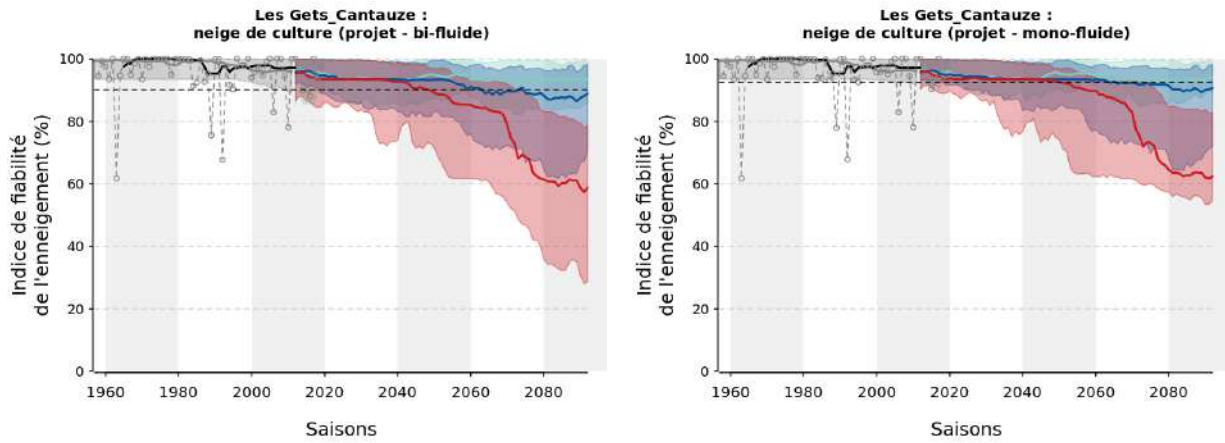 Les Gets_Cantauze :
neige de culture (projet - bi-fluide)
Indice de fiabilité
de l'enneigement (%)
100
80
60
40
20
0
1960 1980 2000 2020 2040 2060 2080
Saisons
Les Gets_Cantauze :
neige de culture (projet - mono-fluide)
Indice de fiabilité
de l'enneigement (%)
100
80
60
40
20
0
1960 1980 2000 2020 2040 2060 2080
Saisons